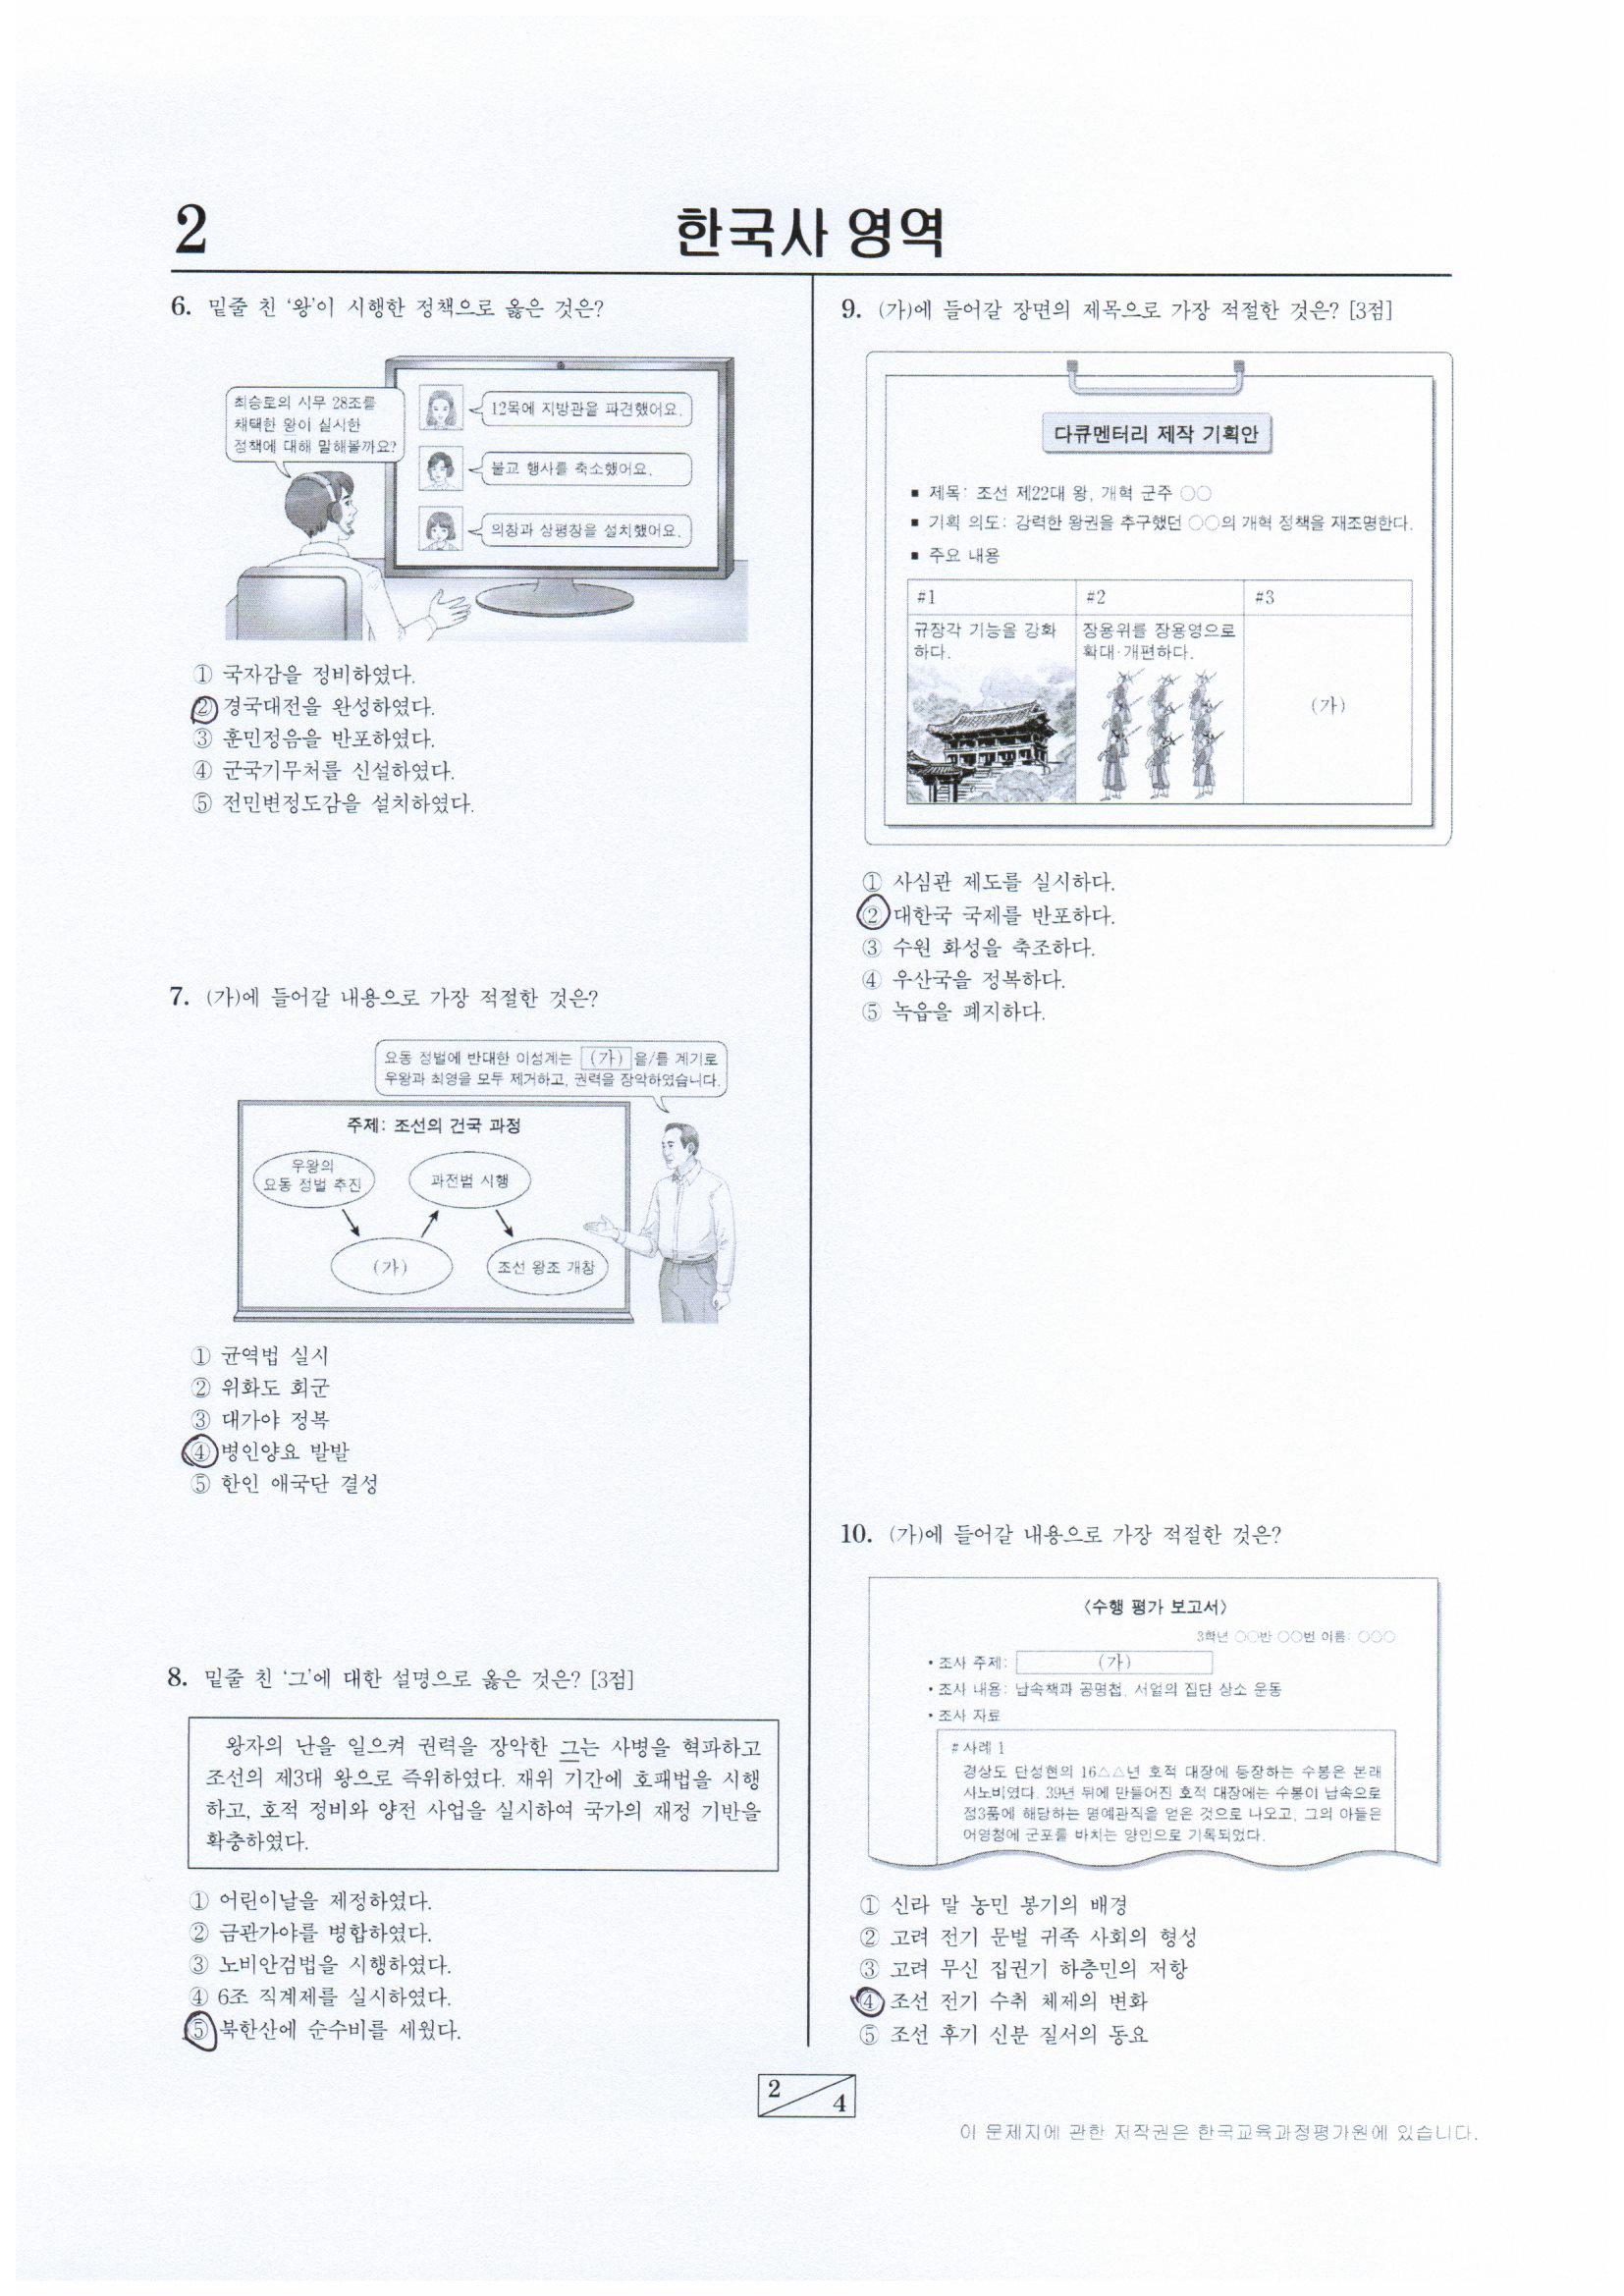 2
한국사 영역
6. 밑줄 친 ‘왕’이 시행한 정책으로 옳은 것은?
최승로의 시무 28조를
채택한 왕이 실시한
정책에 대해 말해볼까요?
12목에 지방관을 파견했어요.
불교 행사를 축소했어요.
의창과 상평창을 설치했어요.
① 국자감을 정비하였다.
② 경국대전을 완성하였다.
③ 훈민정음을 반포하였다.
④ 군국기무처를 신설하였다.
⑤ 전민변정도감을 설치하였다.
7. (가)에 들어갈 내용으로 가장 적절한 것은?
요동 정벌에 반대한 이성계는 (가) 을/를 계기로
우왕과 최영을 모두 제거하고, 권력을 장악하였습니다.
주제: 조선의 건국 과정
우왕의
요동 정벌 추진
과전법 시행
(가)
조선 왕조 개창
① 균역법 실시
② 위화도 회군
③ 대가야 정복
④ 병인양요 발발
⑤ 한인 애국단 결성
8. 밑줄 친 ‘그’에 대한 설명으로 옳은 것은? [3점]
왕자의 난을 일으켜 권력을 장악한 그는 사병을 혁파하고
조선의 제3대 왕으로 즉위하였다. 재위 기간에 호패법을 시행
하고, 호적 정비와 양전 사업을 실시하여 국가의 재정 기반을
확충하였다.
① 어린이날을 제정하였다.
② 금관가야를 병합하였다.
③ 노비안검법을 시행하였다.
④ 6조 직계제를 실시하였다.
⑤ 북한산에 순수비를 세웠다.
9. (가)에 들어갈 장면의 제목으로 가장 적절한 것은? [3점]
다큐멘터리 제작 기획안
▪ 제목: 조선 제22대 왕, 개혁 군주 ○○
▪ 기획 의도: 강력한 왕권을 추구했던 ○○의 개혁 정책을 재조명한다.
▪ 주요 내용
#1 #2 #3
규장각 기능을 강화
하다.
장용위를 장용영으로
확대·개편하다.
(가)
① 사심관 제도를 실시하다.
② 대한국 국제를 반포하다.
③ 수원 화성을 축조하다.
④ 우산국을 정복하다.
⑤ 녹읍을 폐지하다.
10. (가)에 들어갈 내용으로 가장 적절한 것은?
<수행 평가 보고서>
3학년 ○○반 ○○번 이름: ○○○
• 조사 주제: (가)
• 조사 내용: 납속책과 공명첩, 서얼의 집단 상소 운동
• 조사 자료
# 사례 1
경상도 단성현의 16△△년 호적 대장에 등장하는 수봉은 본래
사노비였다. 39년 뒤에 만들어진 호적 대장에는 수봉이 납속으로
정3품에 해당하는 명예관직을 얻은 것으로 나오고, 그의 아들은
어영청에 군포를 바치는 양인으로 기록되었다.
① 신라 말 농민 봉기의 배경
② 고려 전기 문벌 귀족 사회의 형성
③ 고려 무신 집권기 하층민의 저항
④ 조선 전기 수취 체제의 변화
⑤ 조선 후기 신분 질서의 동요
2
4
이 문제지에 관한 저작권은 한국교육과정평가원에 있습니다.